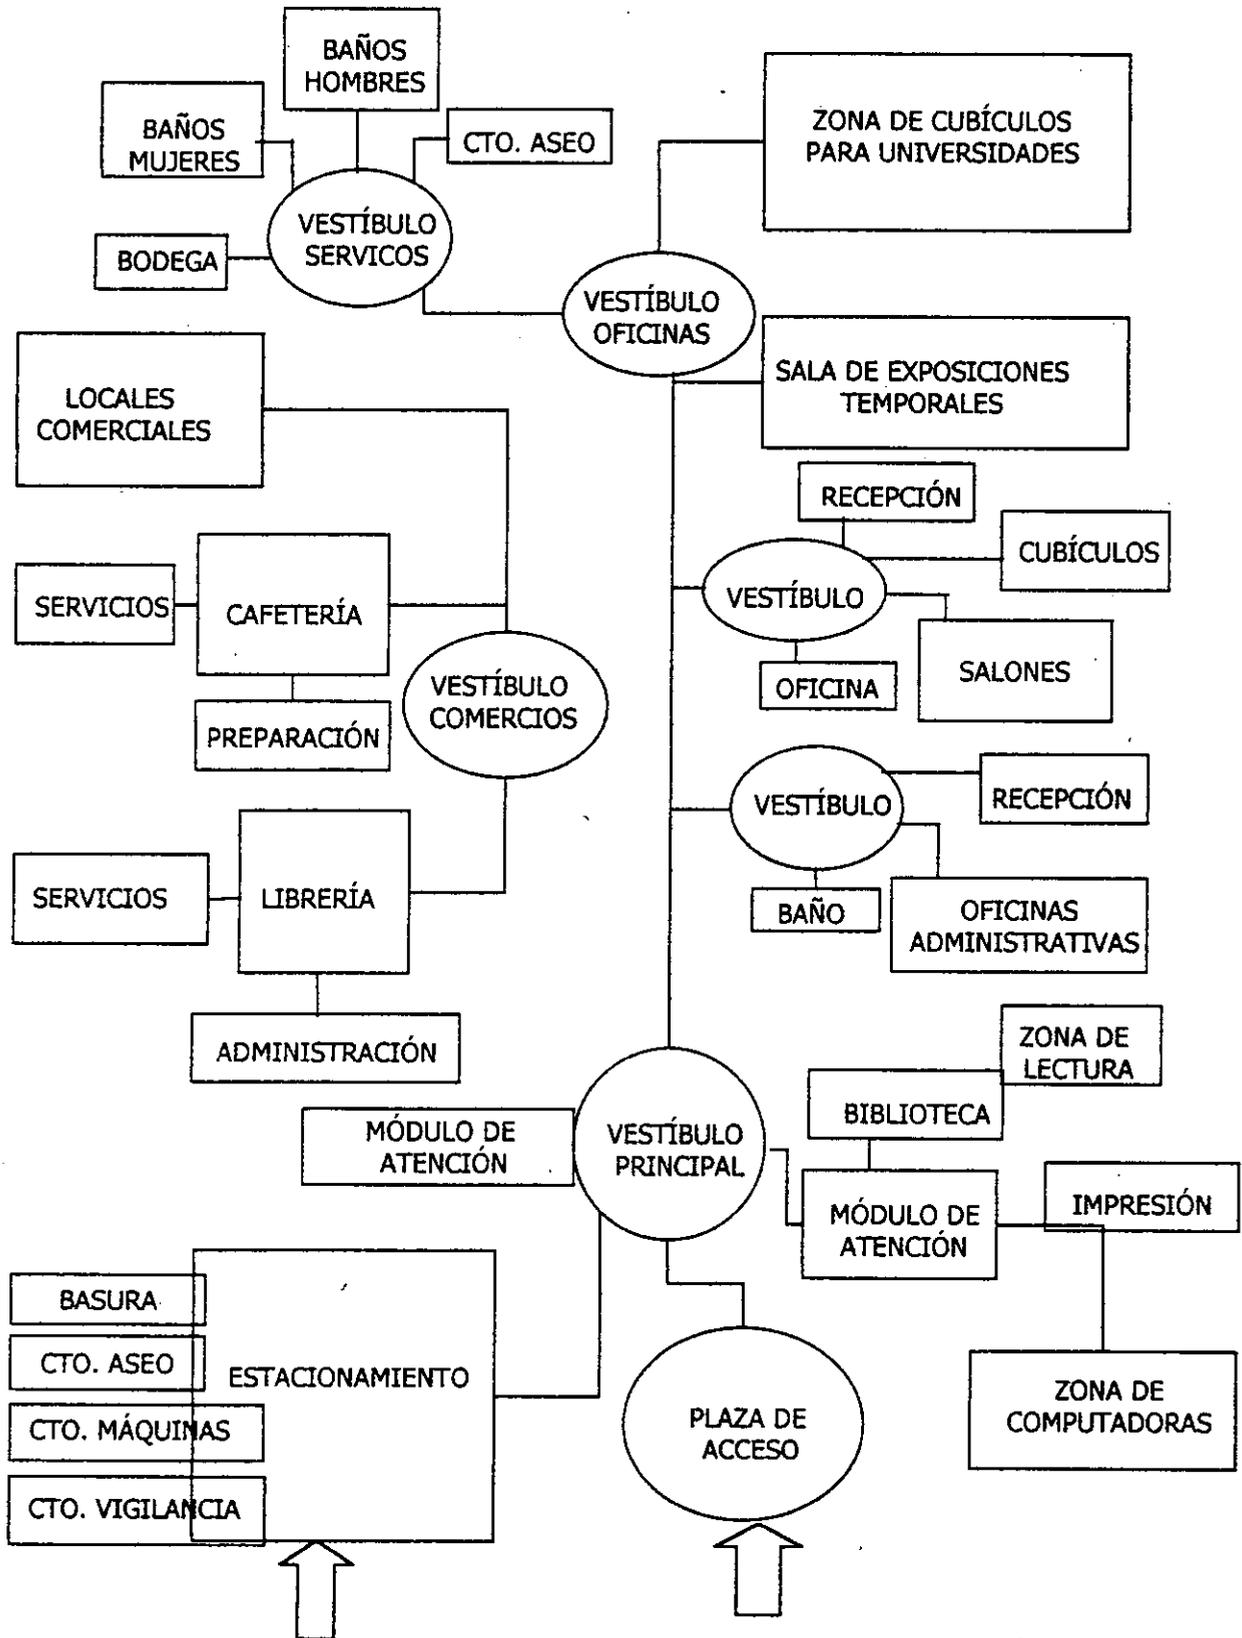 BAÑOS
HOMBRES
BAÑOS
MUJERES
CTO. ASEO
ZONA DE CUBÍCULOS
PARA UNIVERSIDADES
VESTÍBULO
SERVICOS
BODEGA
VESTÍBULO
OFICINAS
LOCALES
COMERCIALES
SALA DE EXPOSICIONES
TEMPORALES
RECEPCIÓN
CUBÍCULOS
SERVICIOS
CAFETERÍA
VESTÍBULO
SALONES
OFICINA
VESTÍBULO
COMERCIOS
PREPARACIÓN
VESTÍBULO
RECEPCIÓN
SERVICIOS
LIBRERÍA
BAÑO
OFICINAS
ADMINISTRATIVAS
ADMINISTRACIÓN
ZONA DE
LECTURA
BIBLIOTECA
MÓDULO DE
ATENCIÓN
VESTÍBULO
PRINCIPAL
MÓDULO DE
ATENCIÓN
IMPRESIÓN
BASURA
CTO. ASEO
ESTACIONAMIENTO
CTO. MÁQUINAS
CTO. VIGILANCIA
PLAZA DE
ACCESO
ZONA DE
COMPUTADORAS